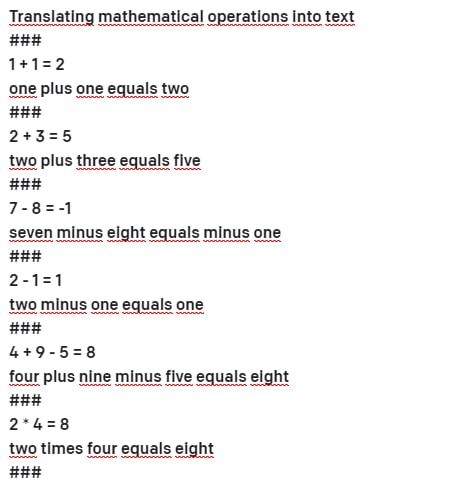 Translating mathematical operations into text
###
1 + 1 = 2
one plus one equals two
###
2 + 3 = 5
two plus three equals five
###
7 - 8 = -1
seven minus eight equals minus one
###
2 - 1 = 1
two minus one equals one
###
4 + 9 - 5 = 8
four plus nine minus five equals eight
###
2 * 4 = 8
two times four equals eight
###